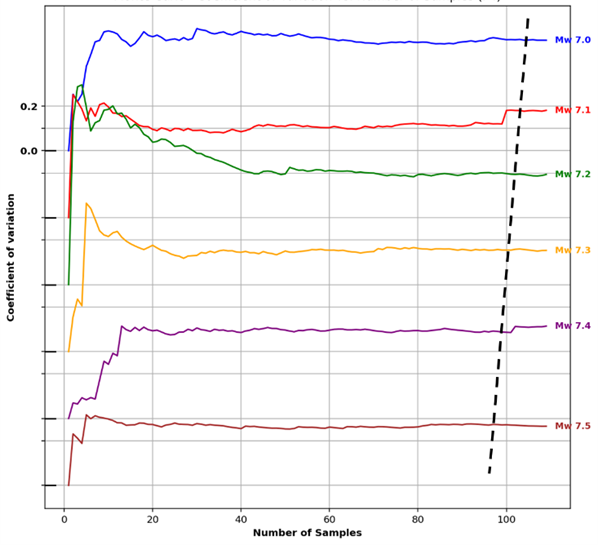 Mw 7.0
0.2
Mw 7.1
0.0
Mw 7.2
Coefficient of variation
Mw 7.3
Mw 7.4
Mw 7.5
0 20 40 60 80 100
Number of Samples